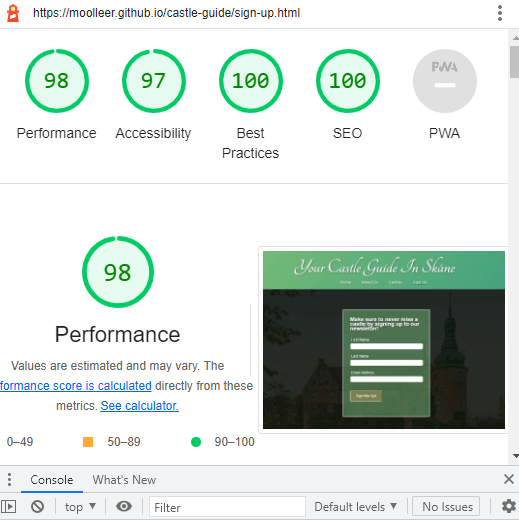 https://moolleer.github.io/castle-guide/sign-up.html
98
97
100
100
PWA
Performance
Accessibility
Best
Practices
SEO
PWA
98
Performance
Values are estimated and may vary. The
formance score is calculated directly from these
metrics. See calculator.
0–49
50–89
90–100
Your Castle Guide In Skåne
Home About Us Castles Sign Up
Make sure to never miss a
castle by signing up to our
newsletter!
First Name
Last Name
Email Address
Sign Me Up!
Console
What's New
top
Filter
Default levels
No Issues